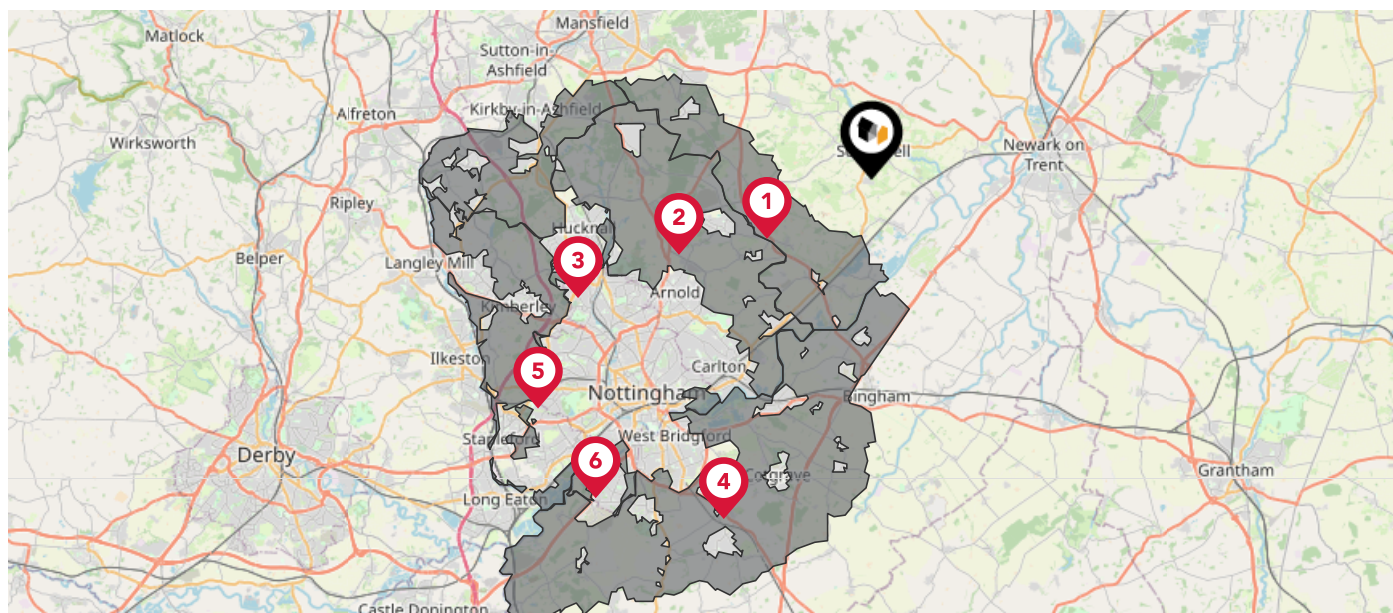 Mansfield
Matlock
Sutton-in-
Ashfield
Alfreton
Kirkby-in-Ashfield
Wirksworth
Newark on
Trent
Ripley
1
2
Belper
Langley Mill
3
Arnold
Kimberley
Ilkeston
5
Carlton
Nottingham
Bingham
West Bridgford
Derby
6
4
Cotgrave
Grantham
Long Eaton
Castle Donington